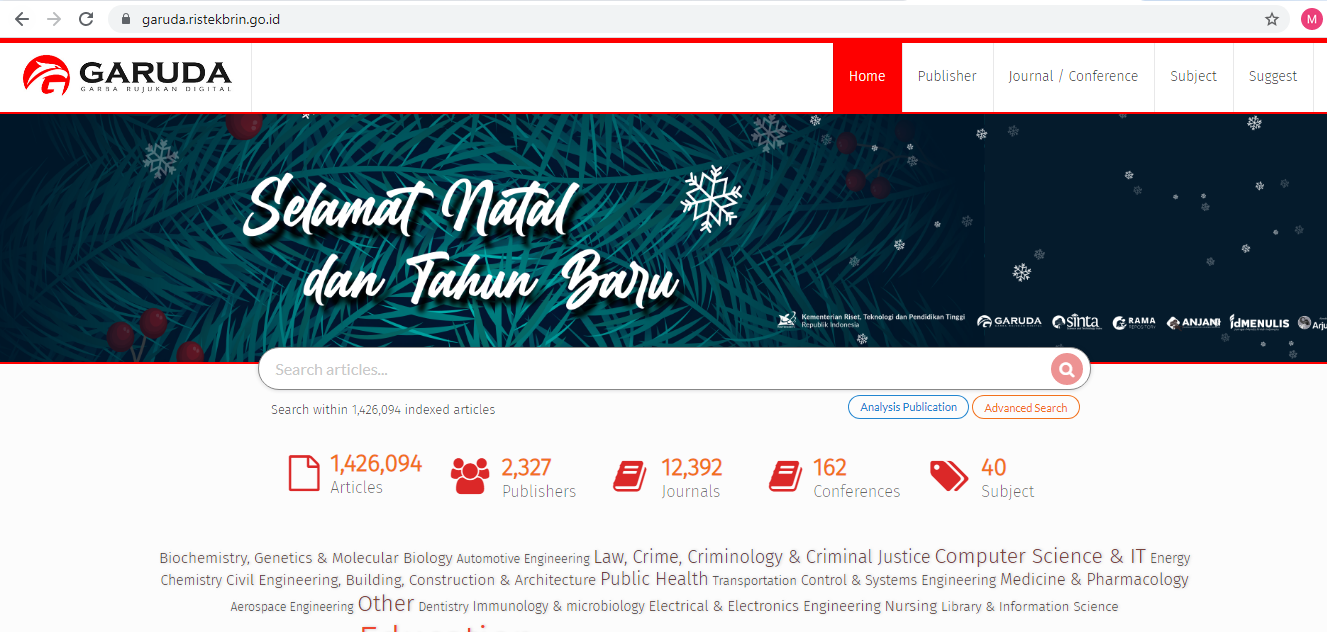 garuda.ristekbrin.go.id
M
GARUDA
GARBA RUJUKAN DIGITAL
Home
Publisher
Journal / Conference
Subject
Suggest
Selamat Natal
dan Tahun Baru
Kementerian Riset, Teknologi dan Pendidikan Tinggi
Republik Indonesia
GARUDA
sinta
RAMA
REPOSITORY
ANJANI
idMENULIS
Arju
Search articles...
Search within 1,426,094 indexed articles
Analysis Publication
Advanced Search
1,426,094
Articles
2,327
Publishers
12,392
Journals
162
Conferences
40
Subject
Biochemistry, Genetics & Molecular Biology Automotive Engineering Law, Crime, Criminology & Criminal Justice Computer Science & IT Energy
Chemistry Civil Engineering, Building, Construction & Architecture Public Health Transportation Control & Systems Engineering Medicine & Pharmacology
Aerospace Engineering Other Dentistry Immunology & microbiology Electrical & Electronics Engineering Nursing Library & Information Science